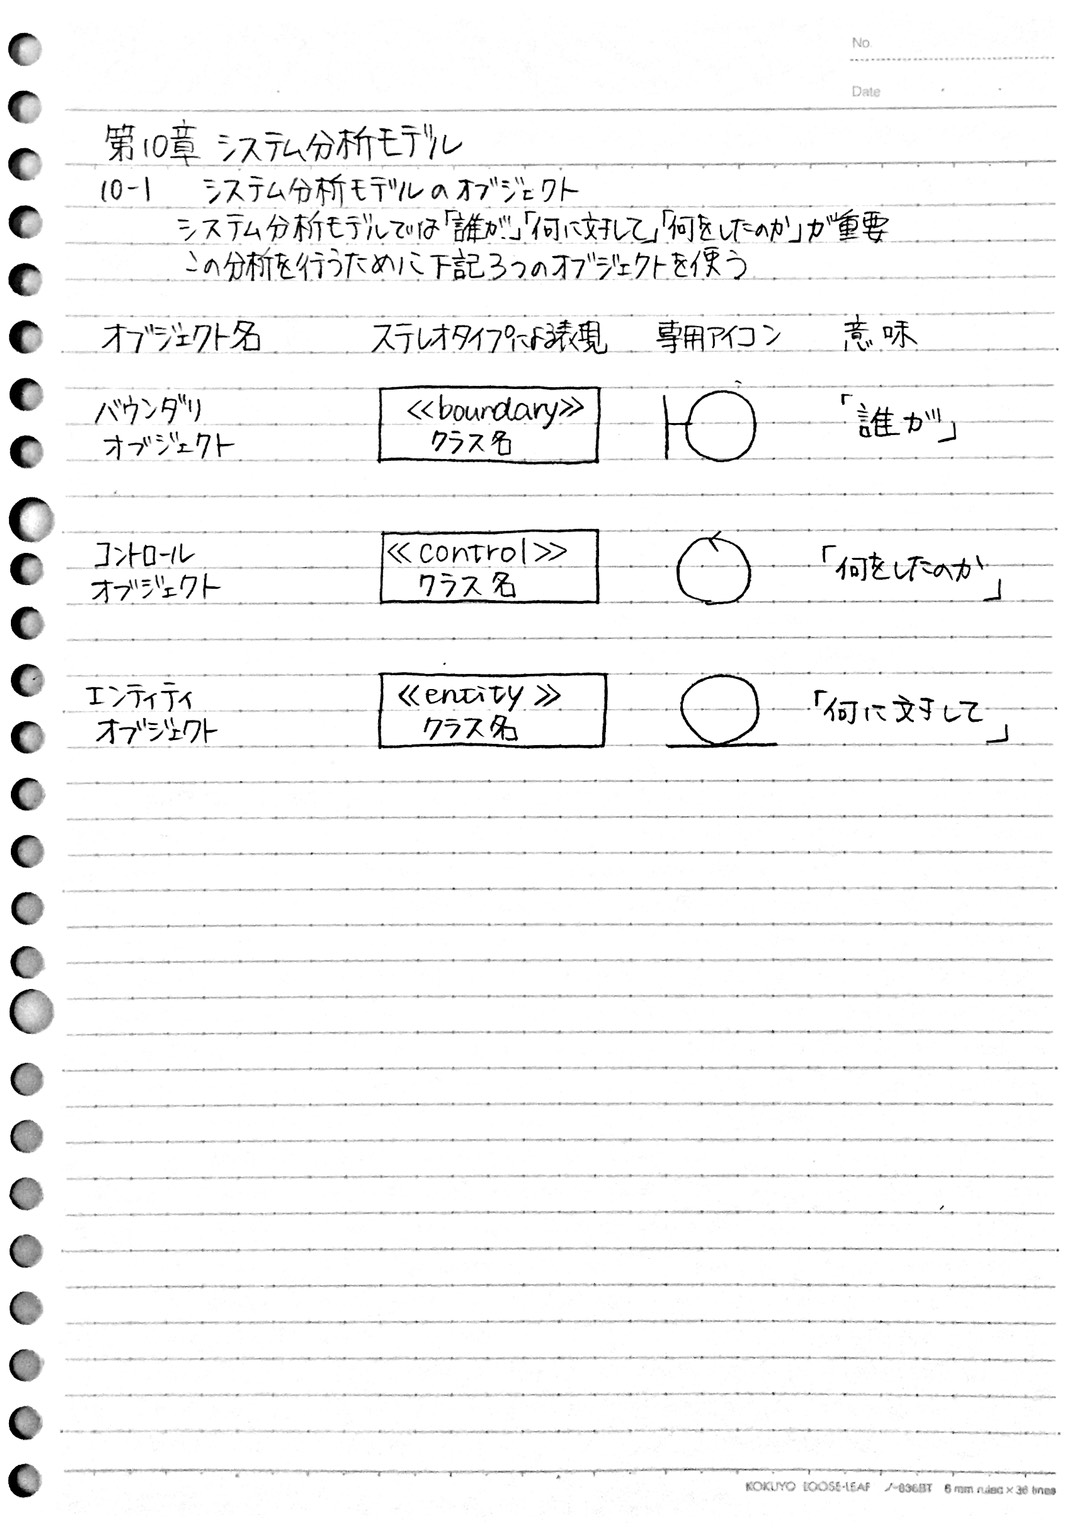 No.
Date
第10章 システム分析モデル
10-1 システム分析モデルのオブジェクト
システム分析モデルでは「誰が」「何に対して」「何をしたのか」が重要
この分析を行うために下記3つのオブジェクトを使う
オブジェクト名 ステレオタイプによる表現 専用アイコン 意味
バウンダリ
オブジェクト
≪boundary≫
クラス名
「誰が」
コントロール
オブジェクト
≪control≫
クラス名
「何をしたのか」
エンティティ
オブジェクト
≪entity≫
クラス名
「何に対して」
KOKUYO LOOSE-LEAF ノ-836BT 6 mm ruled × 36 lines